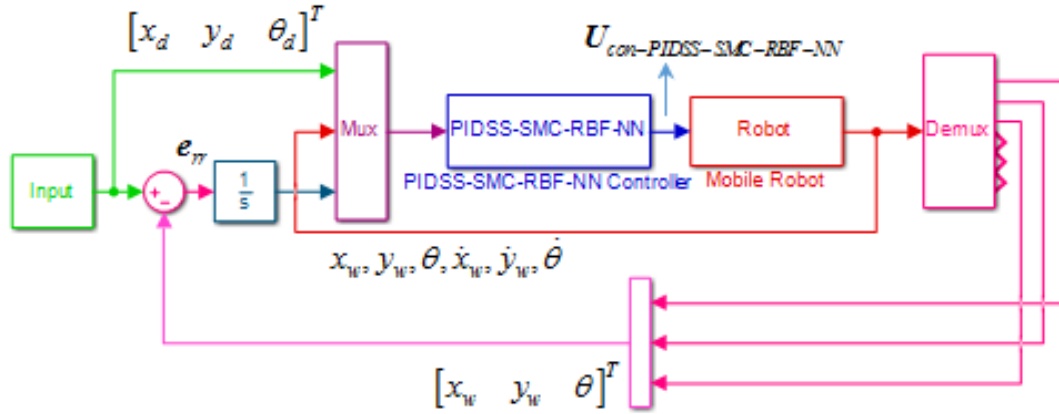 [x_d y_d θ_d]^T
U_con-PIDSS-SMC-RBF-NN
Mux
PIDSS-SMC-RBF-NN
Robot
Demux
e_rr
Input
+
−
1/s
PIDSS-SMC-RBF-NN Controller
Mobile Robot
x_w, y_w, θ, ẋ_w, ẏ_w, θ̇
[x_w y_w θ]^T